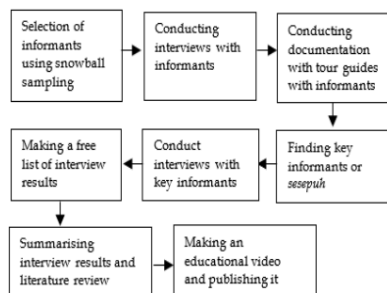 Selection of
informants
using snowball
sampling
Conducting
interviews with
informants
Conducting
documentation
with tour guides
with informants
Finding key
informants or
sesepuh
Conduct
interviews with
key informants
Making a free
list of interview
results
Summarising
interview results and
literature review
Making an
educational video
and publishing it